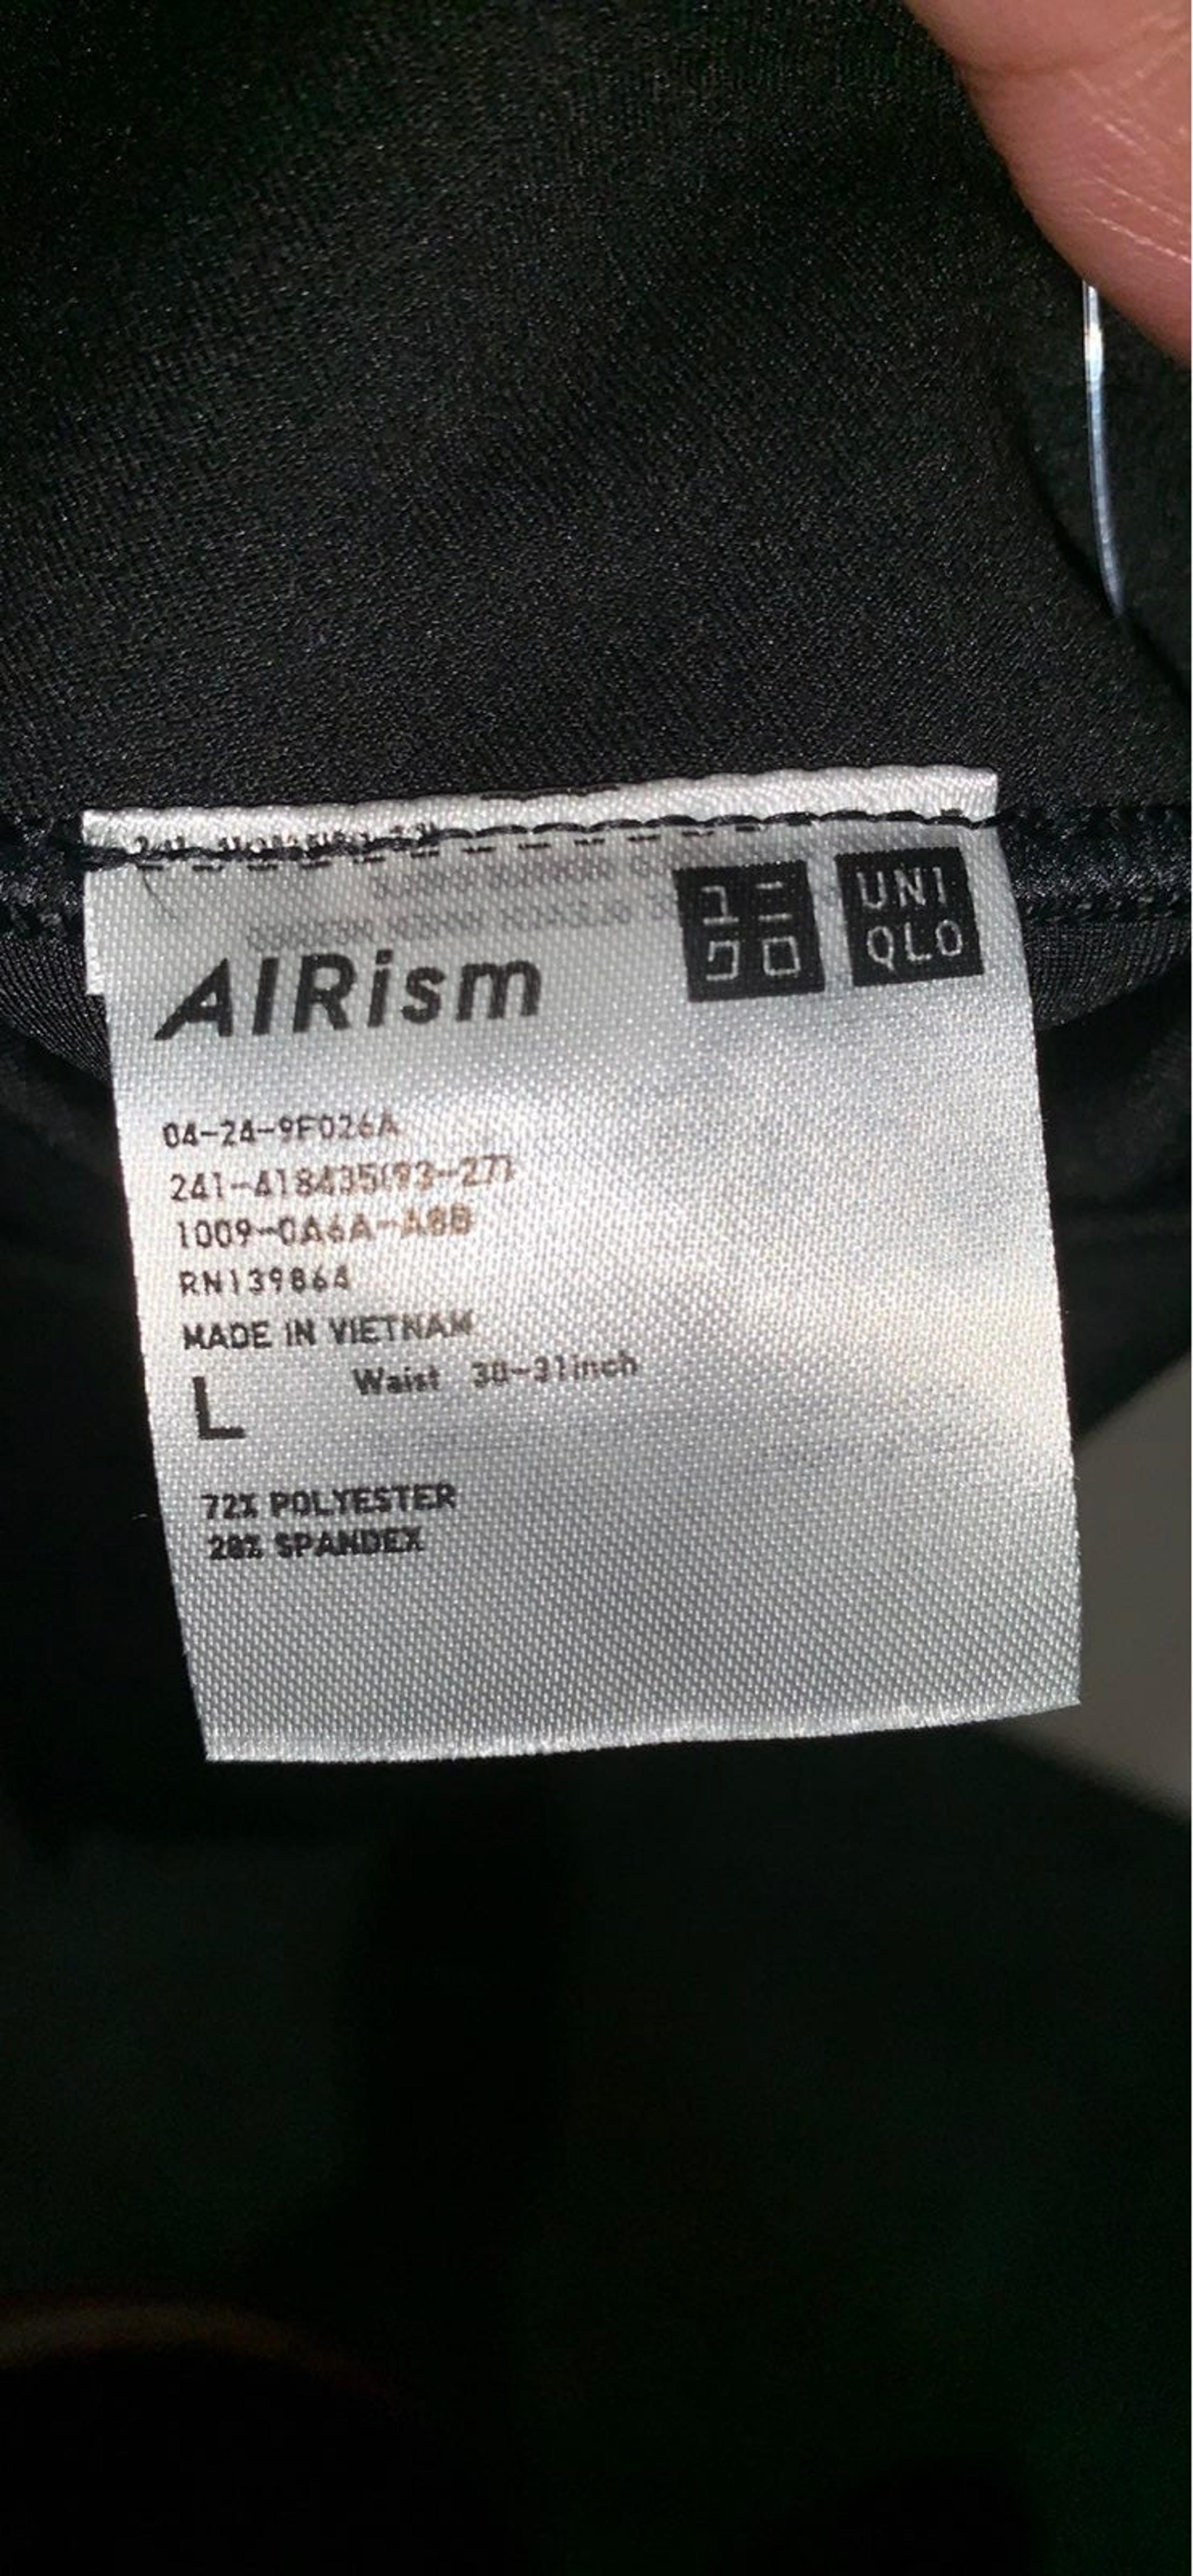 ユニ
クロ
UNI
QLO
AIRism
04-24-9F026A
241-418435(93-27)
1009-0A6A-A8B
RN139864
MADE IN VIETNAM
L
Waist 30-31inch
72% POLYESTER
28% SPANDEX